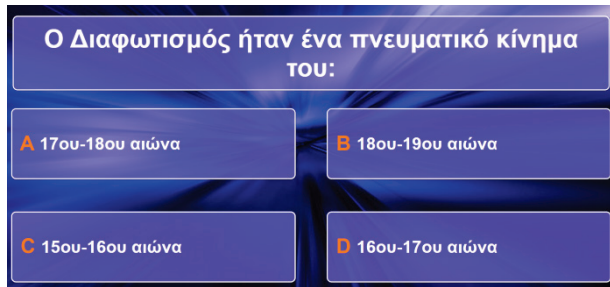 Ο Διαφωτισμός ήταν ένα πνευματικό κίνημα
του:
A 17ου-18ου αιώνα
B 18ου-19ου αιώνα
C 15ου-16ου αιώνα
D 16ου-17ου αιώνα